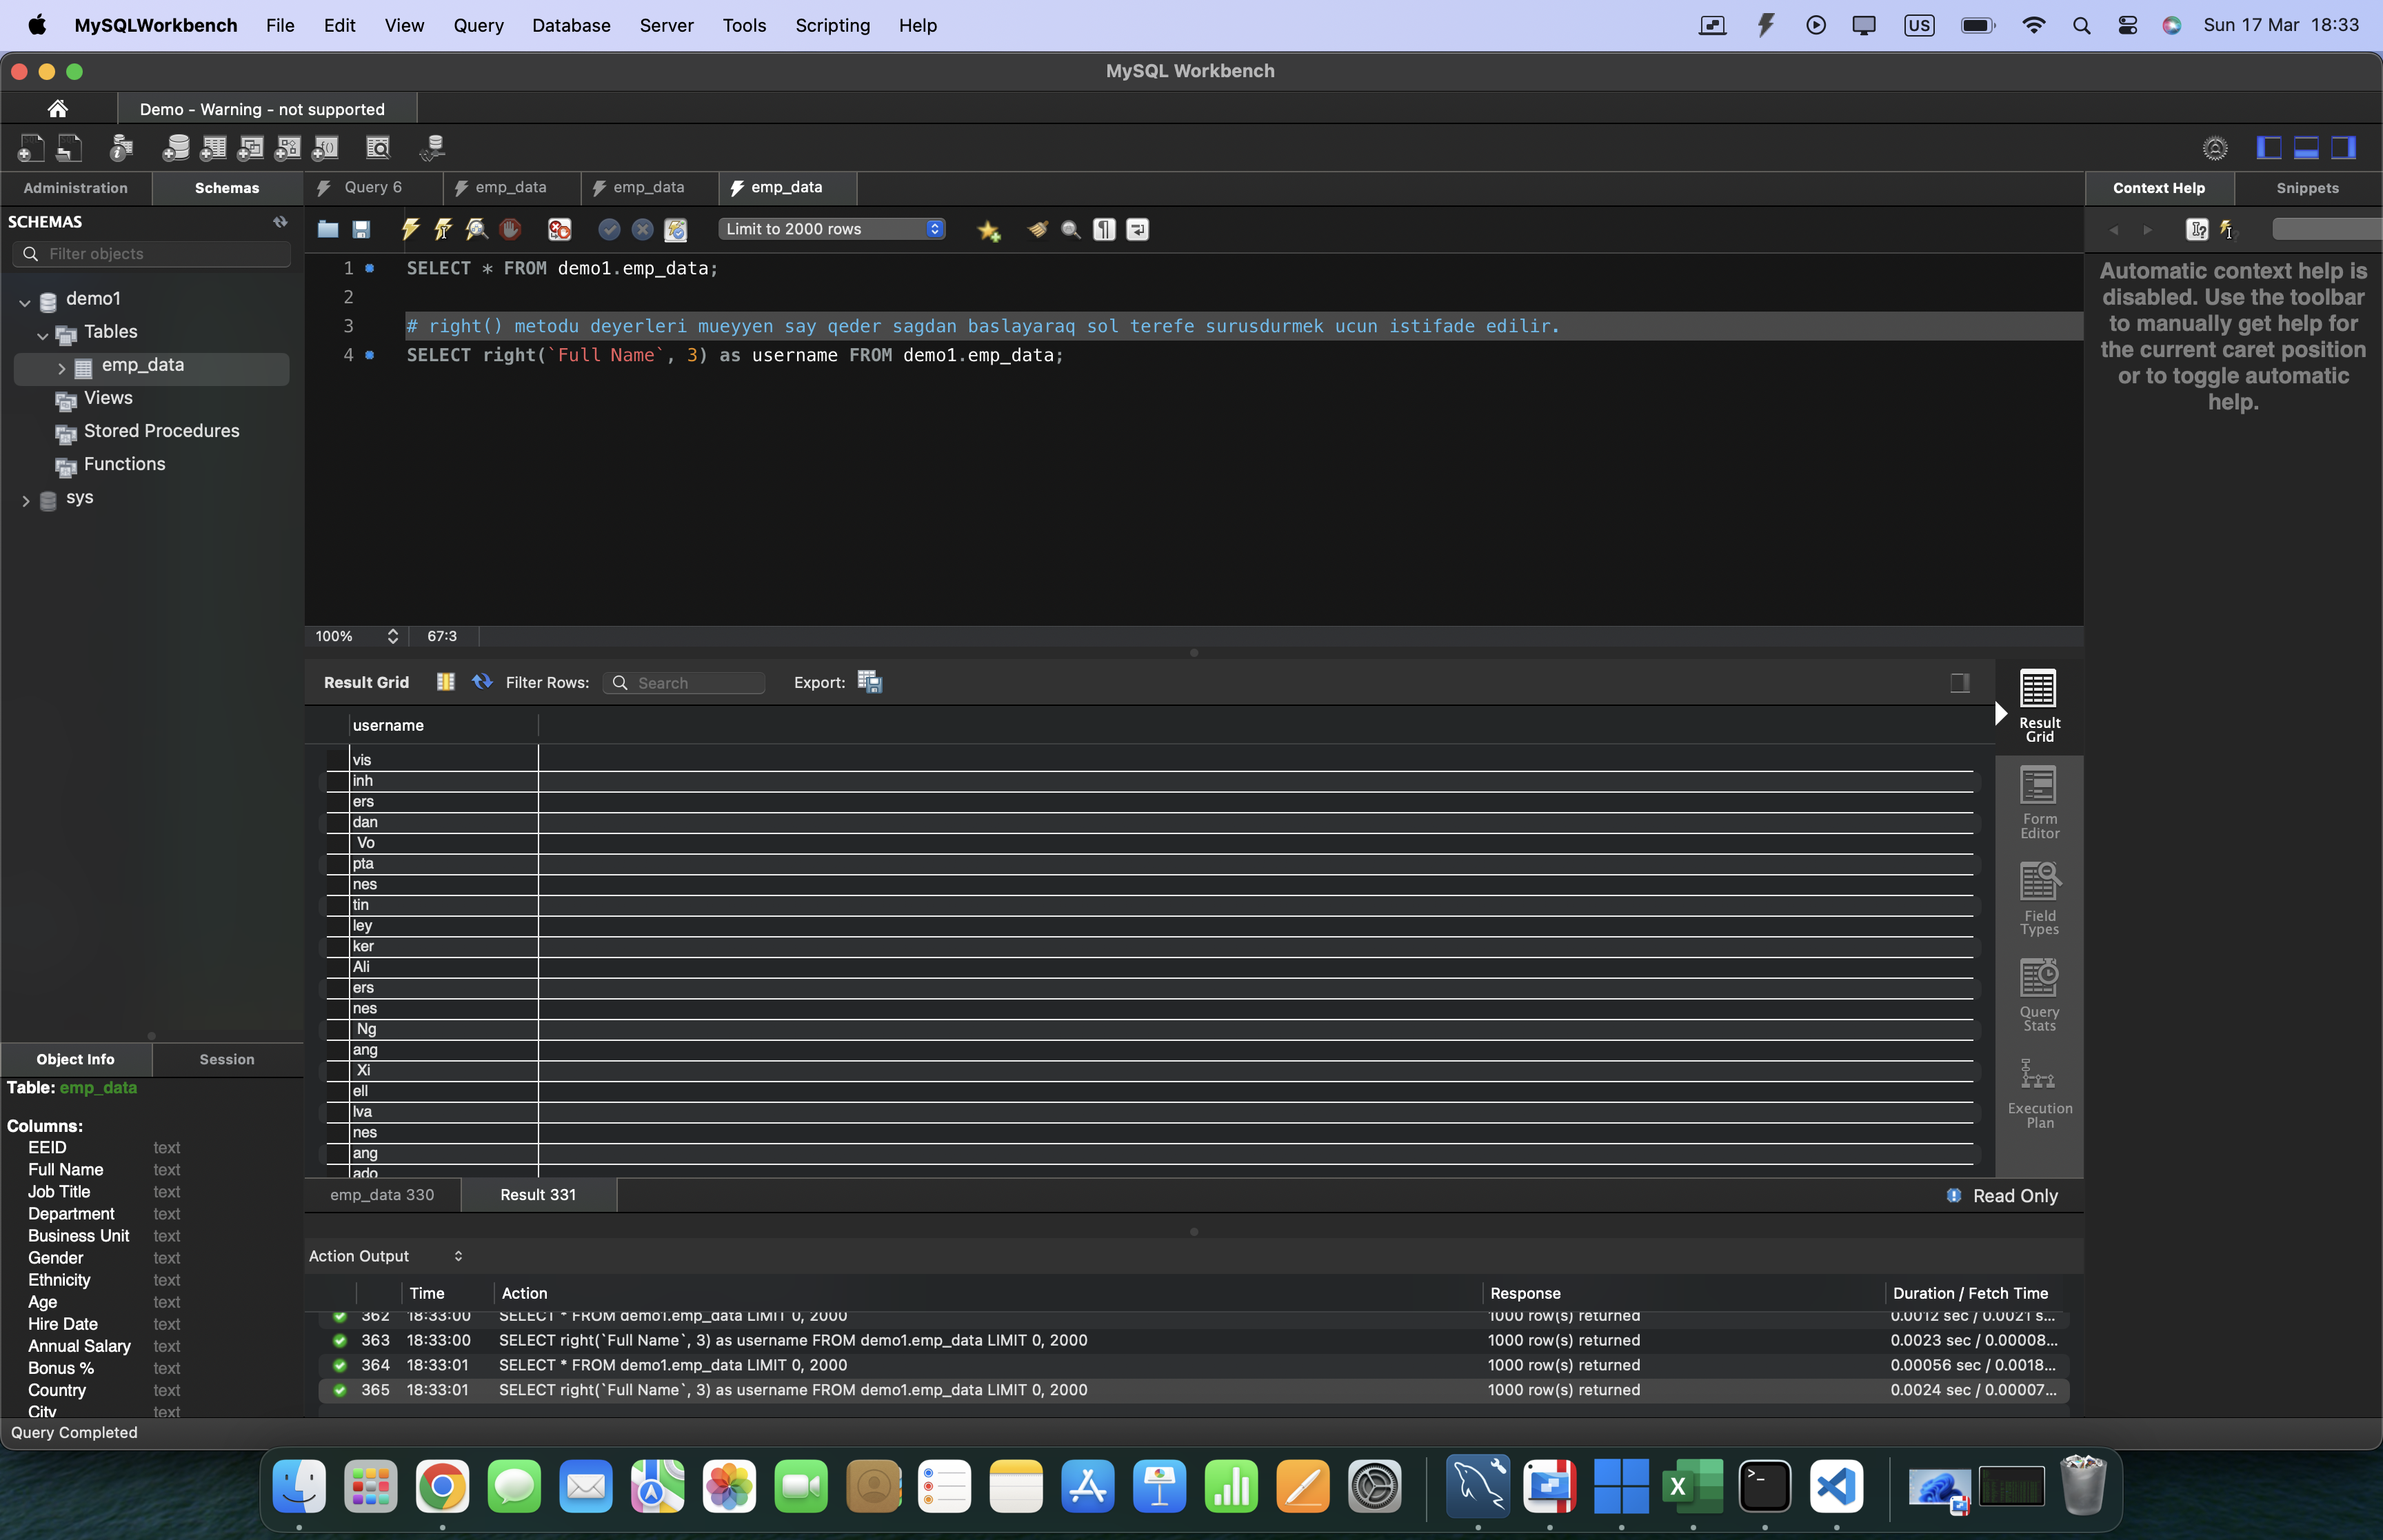 MySQLWorkbench File Edit View Query Database Server Tools Scripting Help US Sun 17 Mar 18:33
MySQL Workbench
Demo - Warning - not supported
Administration Schemas
Query 6 emp_data emp_data emp_data
Context Help Snippets
SCHEMAS
Filter objects
demo1
Tables
emp_data
Views
Stored Procedures
Functions
sys
Limit to 2000 rows
1 SELECT * FROM demo1.emp_data;
2
3 # right() metodu deyerleri mueyyen say qeder sagdan baslayaraq sol terefe surusdurmek ucun istifade edilir.
4 SELECT right(`Full Name`, 3) as username FROM demo1.emp_data;
Automatic context help is
disabled. Use the toolbar
to manually get help for
the current caret position
or to toggle automatic
help.
100% 67:3
Result Grid Filter Rows: Search Export:
username
vis
inh
ers
dan
Vo
pta
nes
tin
ley
ker
Ali
ers
nes
Ng
ang
Xi
ell
lva
nes
ang
ado
Result
Grid
Form
Editor
Field
Types
Query
Stats
Execution
Plan
emp_data 330 Result 331 Read Only
Object Info Session
Table: emp_data
Columns:
EEID text
Full Name text
Job Title text
Department text
Business Unit text
Gender text
Ethnicity text
Age text
Hire Date text
Annual Salary text
Bonus % text
Country text
City text
Action Output
Time Action Response Duration / Fetch Time
362 18:33:00 SELECT * FROM demo1.emp_data LIMIT 0, 2000 1000 row(s) returned 0.0012 sec / 0.0021 s...
363 18:33:00 SELECT right(`Full Name`, 3) as username FROM demo1.emp_data LIMIT 0, 2000 1000 row(s) returned 0.0023 sec / 0.00008...
364 18:33:01 SELECT * FROM demo1.emp_data LIMIT 0, 2000 1000 row(s) returned 0.00056 sec / 0.0018...
365 18:33:01 SELECT right(`Full Name`, 3) as username FROM demo1.emp_data LIMIT 0, 2000 1000 row(s) returned 0.0024 sec / 0.00007...
Query Completed